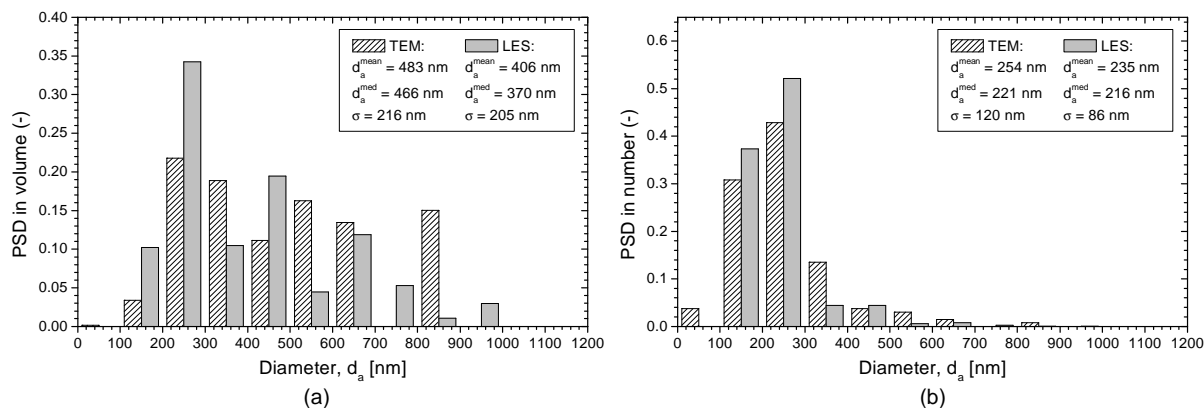 0.40
0.35
0.30
0.25
0.20
0.15
0.10
0.05
0.00
PSD in volume (-)
TEM: LES:
d_a^mean = 483 nm d_a^mean = 406 nm
d_a^med = 466 nm d_a^med = 370 nm
σ = 216 nm σ = 205 nm
0 100 200 300 400 500 600 700 800 900 1000 1100 1200
Diameter, d_a [nm]
(a)
0.6
0.5
0.4
0.3
0.2
0.1
0.0
PSD in number (-)
TEM: LES:
d_a^mean = 254 nm d_a^mean = 235 nm
d_a^med = 221 nm d_a^med = 216 nm
σ = 120 nm σ = 86 nm
0 100 200 300 400 500 600 700 800 900 1000 1100 1200
Diameter, d_a [nm]
(b)